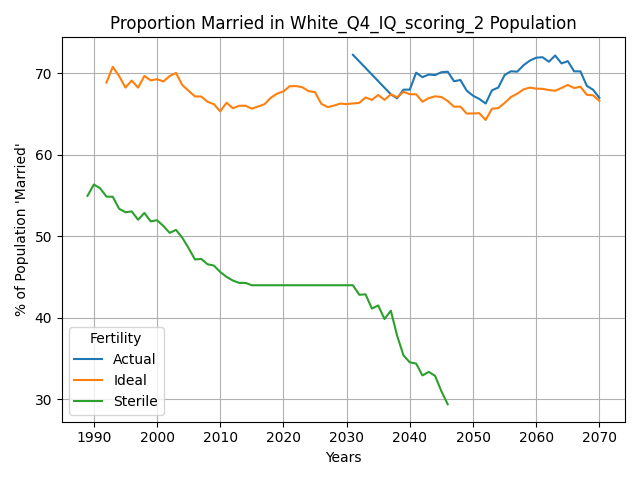 Proportion Married in White_Q4_IQ_scoring_2 Population
% of Population 'Married'
70
60
50
40
30
Fertility
Actual
Ideal
Sterile
1990 2000 2010 2020 2030 2040 2050 2060 2070
Years